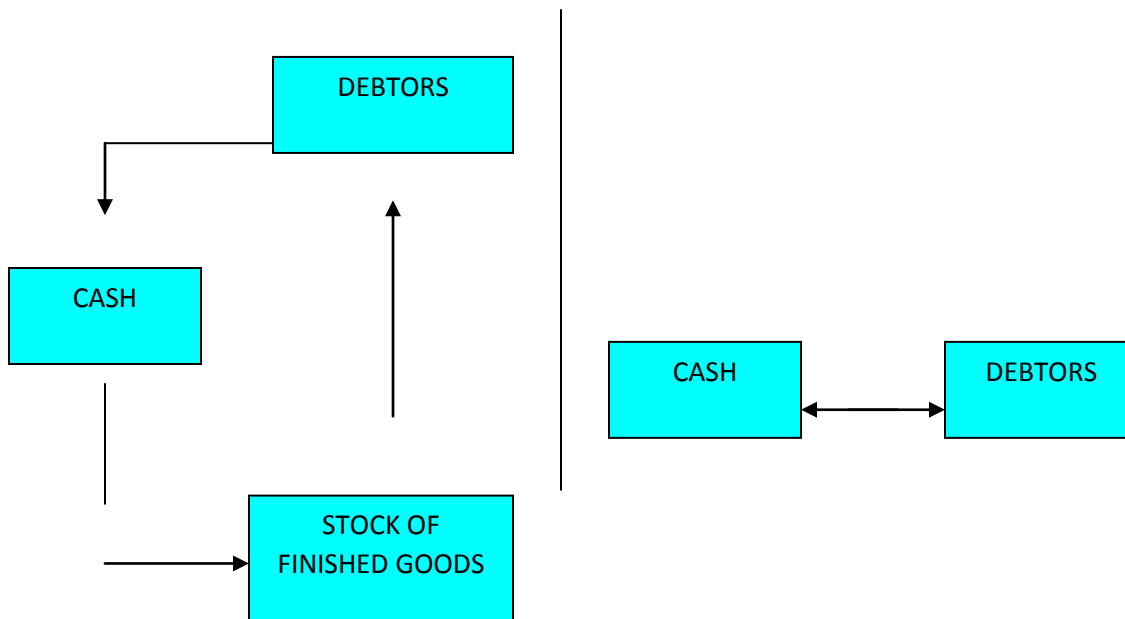 DEBTORS
CASH
CASH
DEBTORS
STOCK OF
FINISHED GOODS